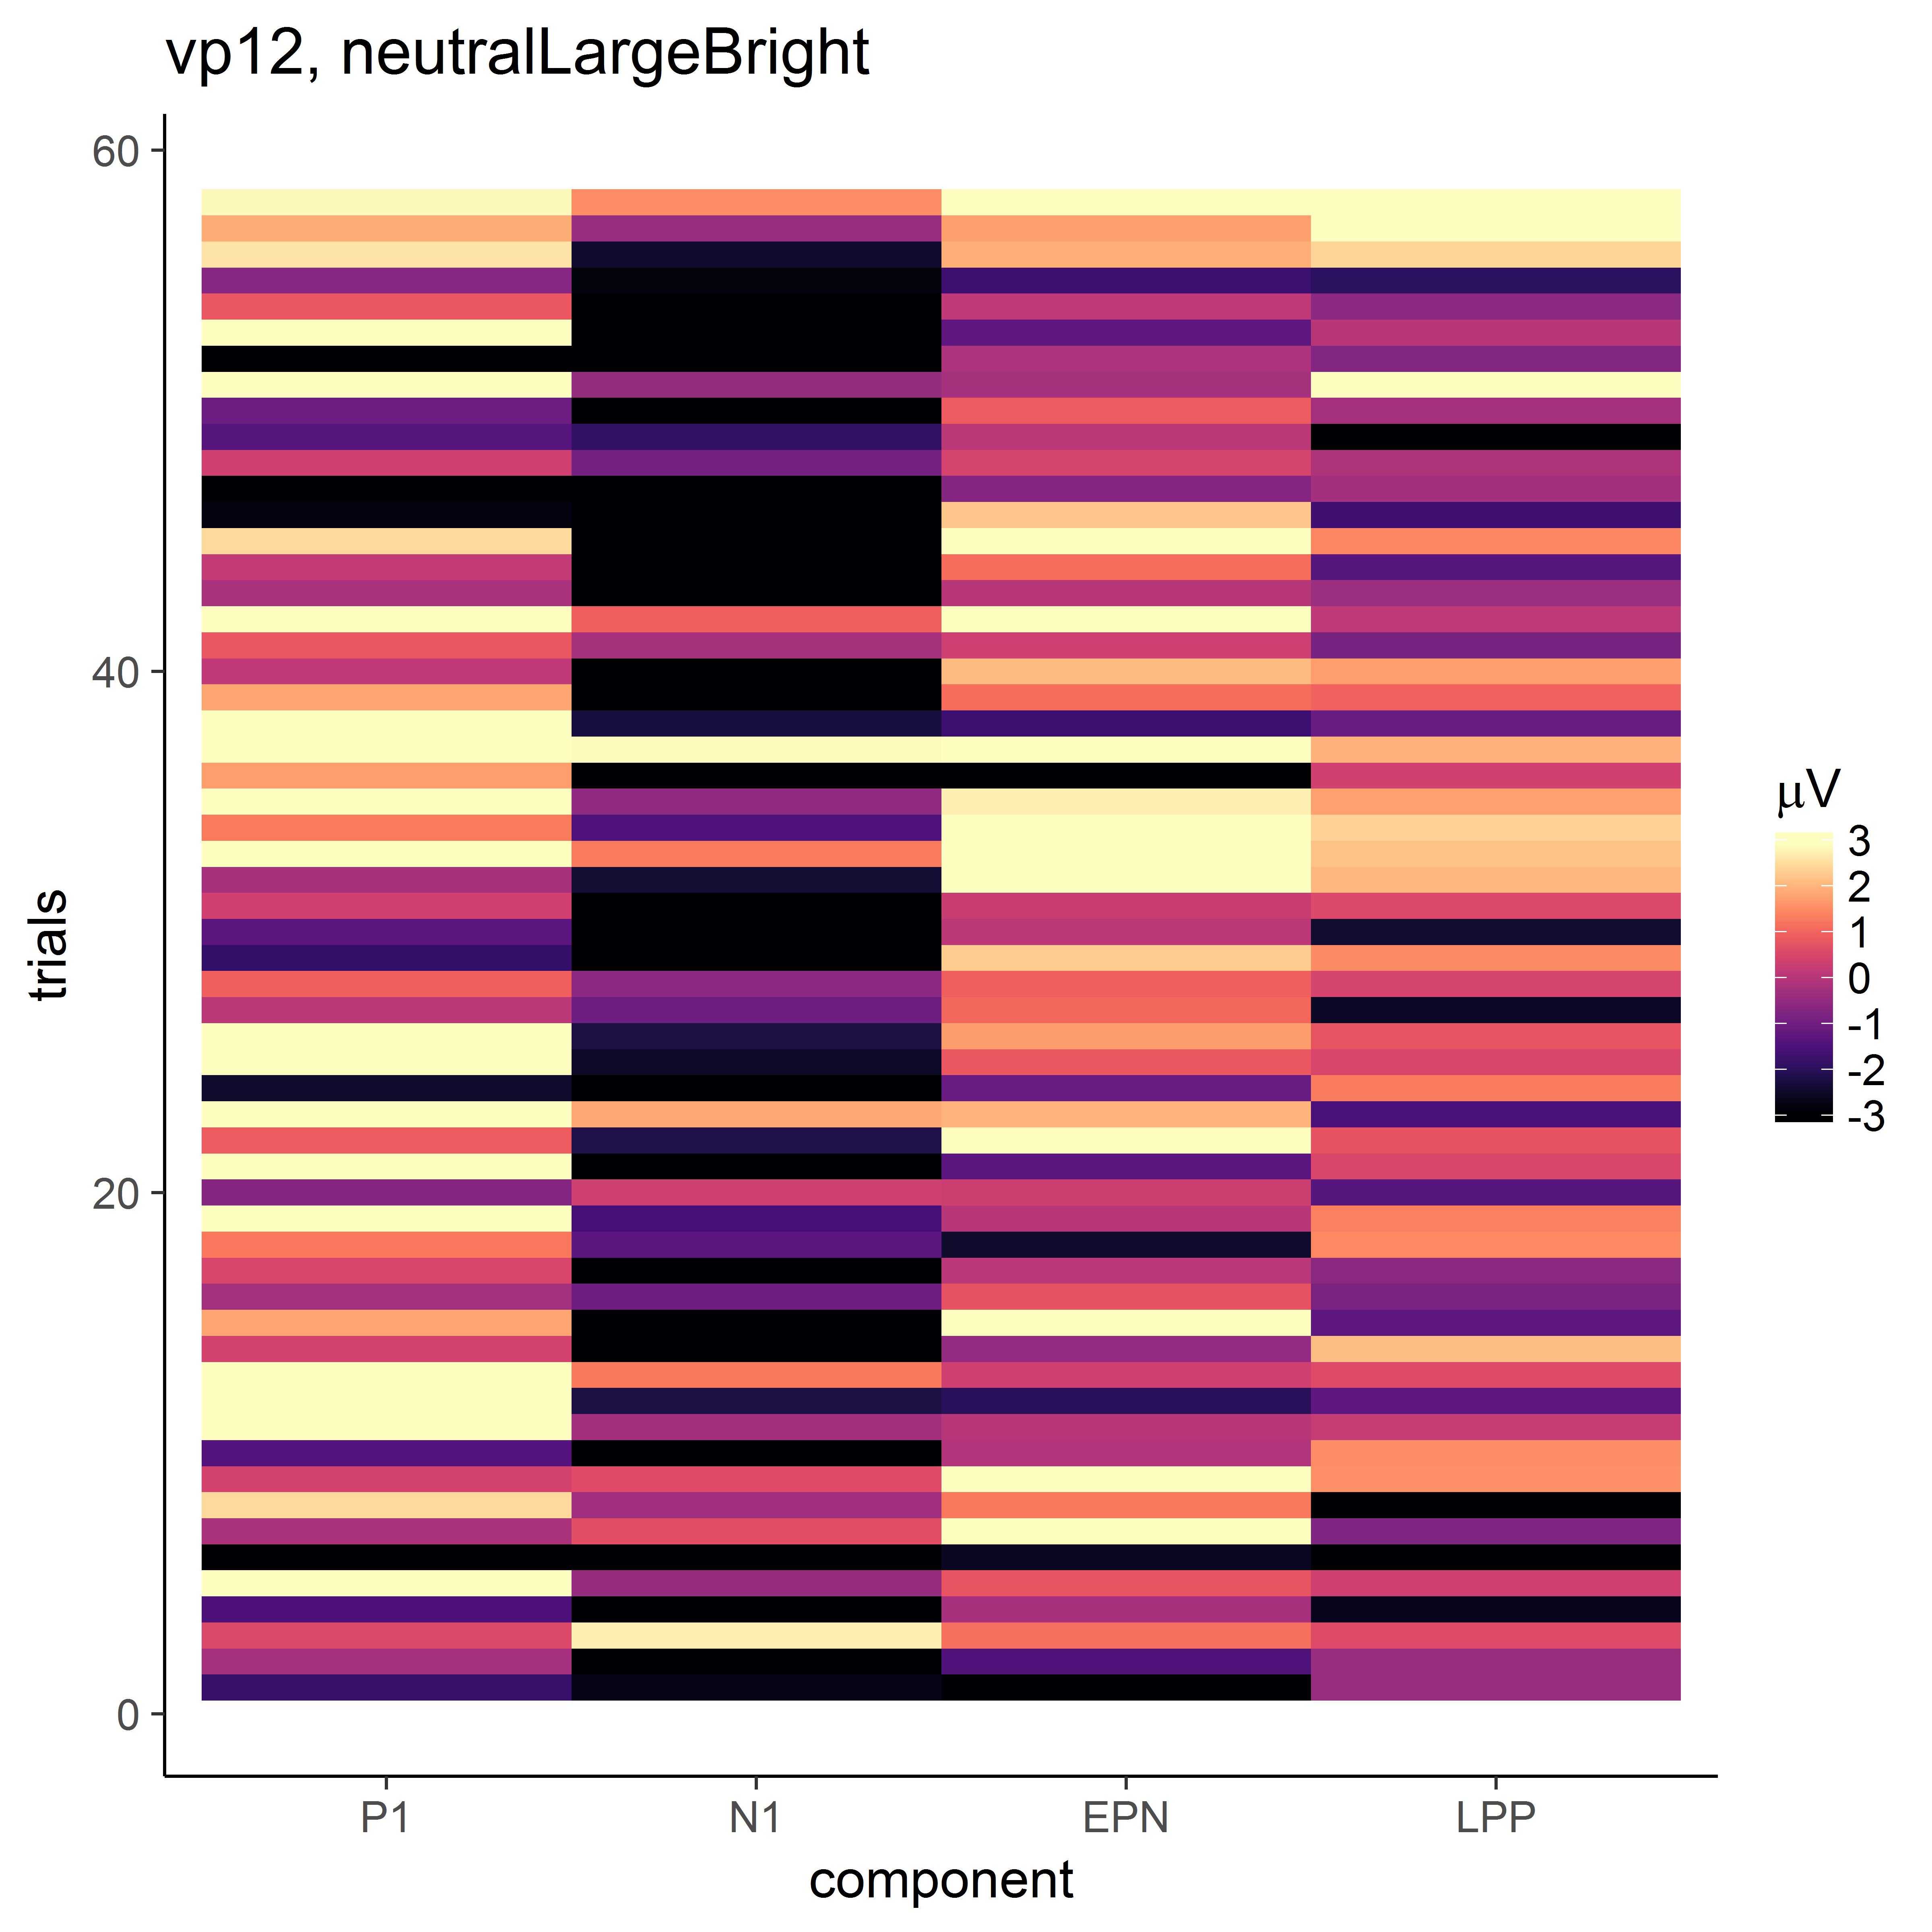 vp12, neutralLargeBright
60
40
20
0
trials
P1 N1 EPN LPP
component
μV
3
2
1
0
-1
-2
-3